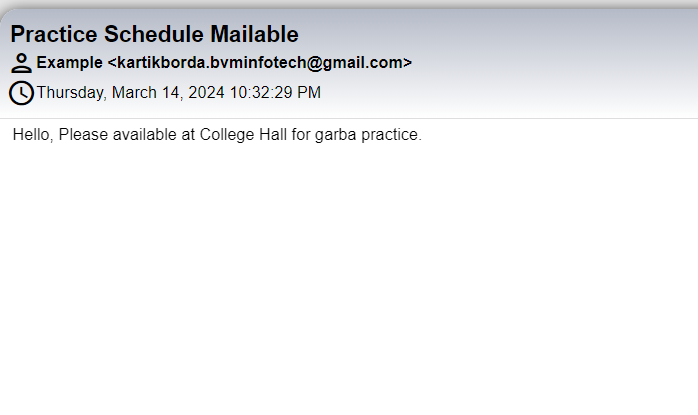 Practice Schedule Mailable
Example <kartikborda.bvminfotech@gmail.com>
Thursday, March 14, 2024 10:32:29 PM
Hello, Please available at College Hall for garba practice.